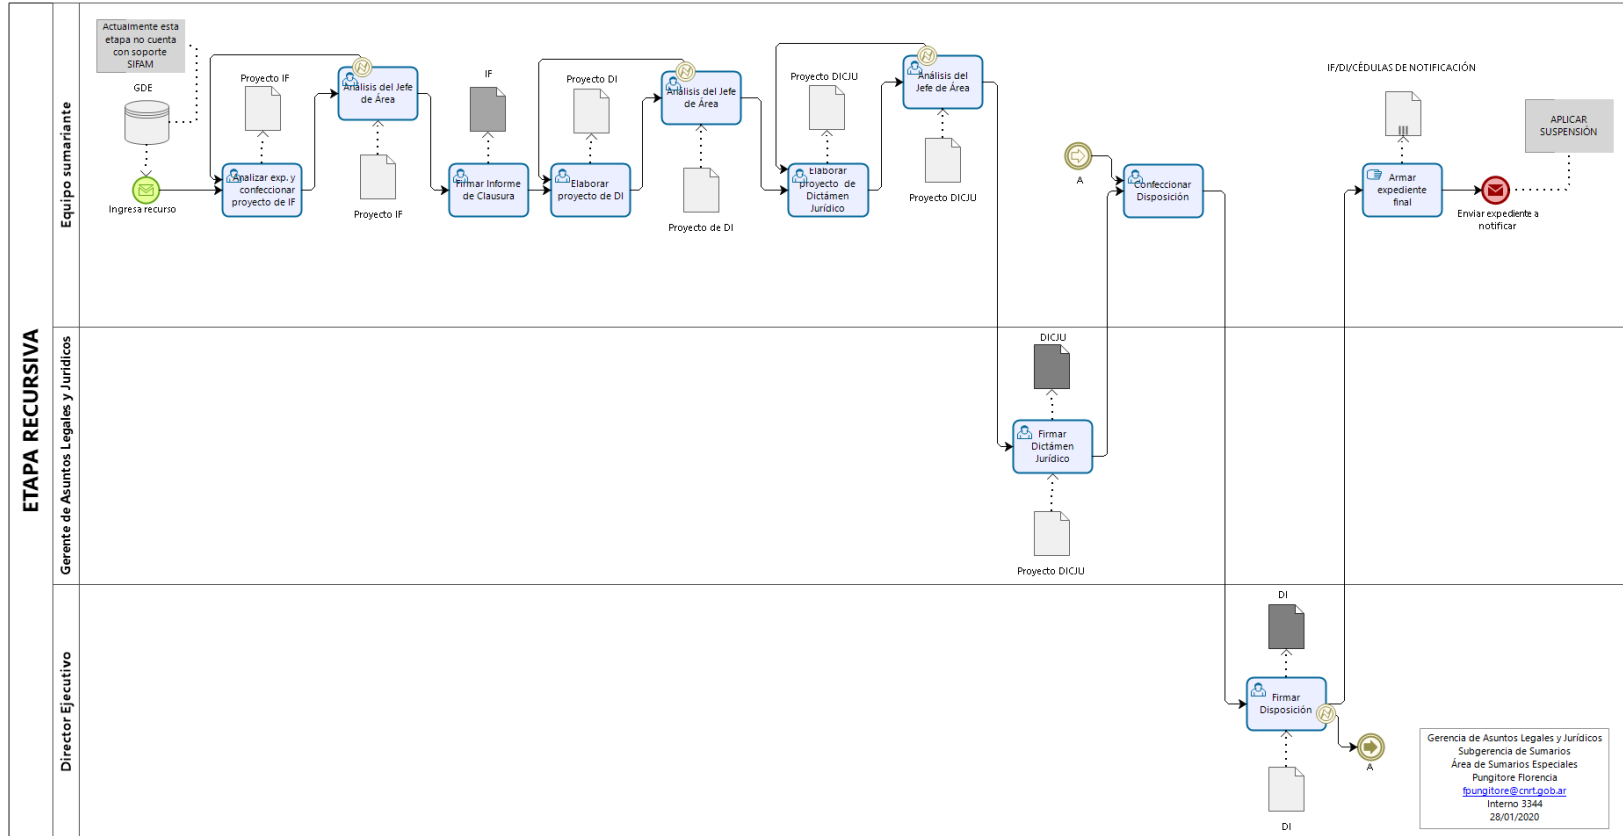 ETAPA RECURSIVA
Equipo sumariante
Actualmente esta
etapa no cuenta
con soporte
SIFAM
GDE
Ingresa recurso
Proyecto IF
Analizar exp. y
confeccionar
proyecto de IF
Análisis del Jefe
de Área
Proyecto IF
IF
Firmar Informe
de Clausura
Proyecto DI
Elaborar
proyecto de DI
Análisis del Jefe
de Área
Proyecto de DI
Proyecto DICJU
Elaborar
proyecto de
Dictámen
Jurídico
Análisis del
Jefe de Área
Proyecto DICJU
A
Confeccionar
Disposición
IF/DI/CÉDULAS DE NOTIFICACIÓN
Armar
expediente
final
APLICAR
SUSPENSIÓN
Enviar expediente a
notificar
Gerente de Asuntos Legales y Jurídicos
DICJU
Firmar
Dictámen
Jurídico
Proyecto DICJU
Director Ejecutivo
DI
Firmar
Disposición
DI
A
Gerencia de Asuntos Legales y Jurídicos
Subgerencia de Sumarios
Área de Sumarios Especiales
Pungitore Florencia
fpungitore@cnrt.gob.ar
Interno 3344
28/01/2020